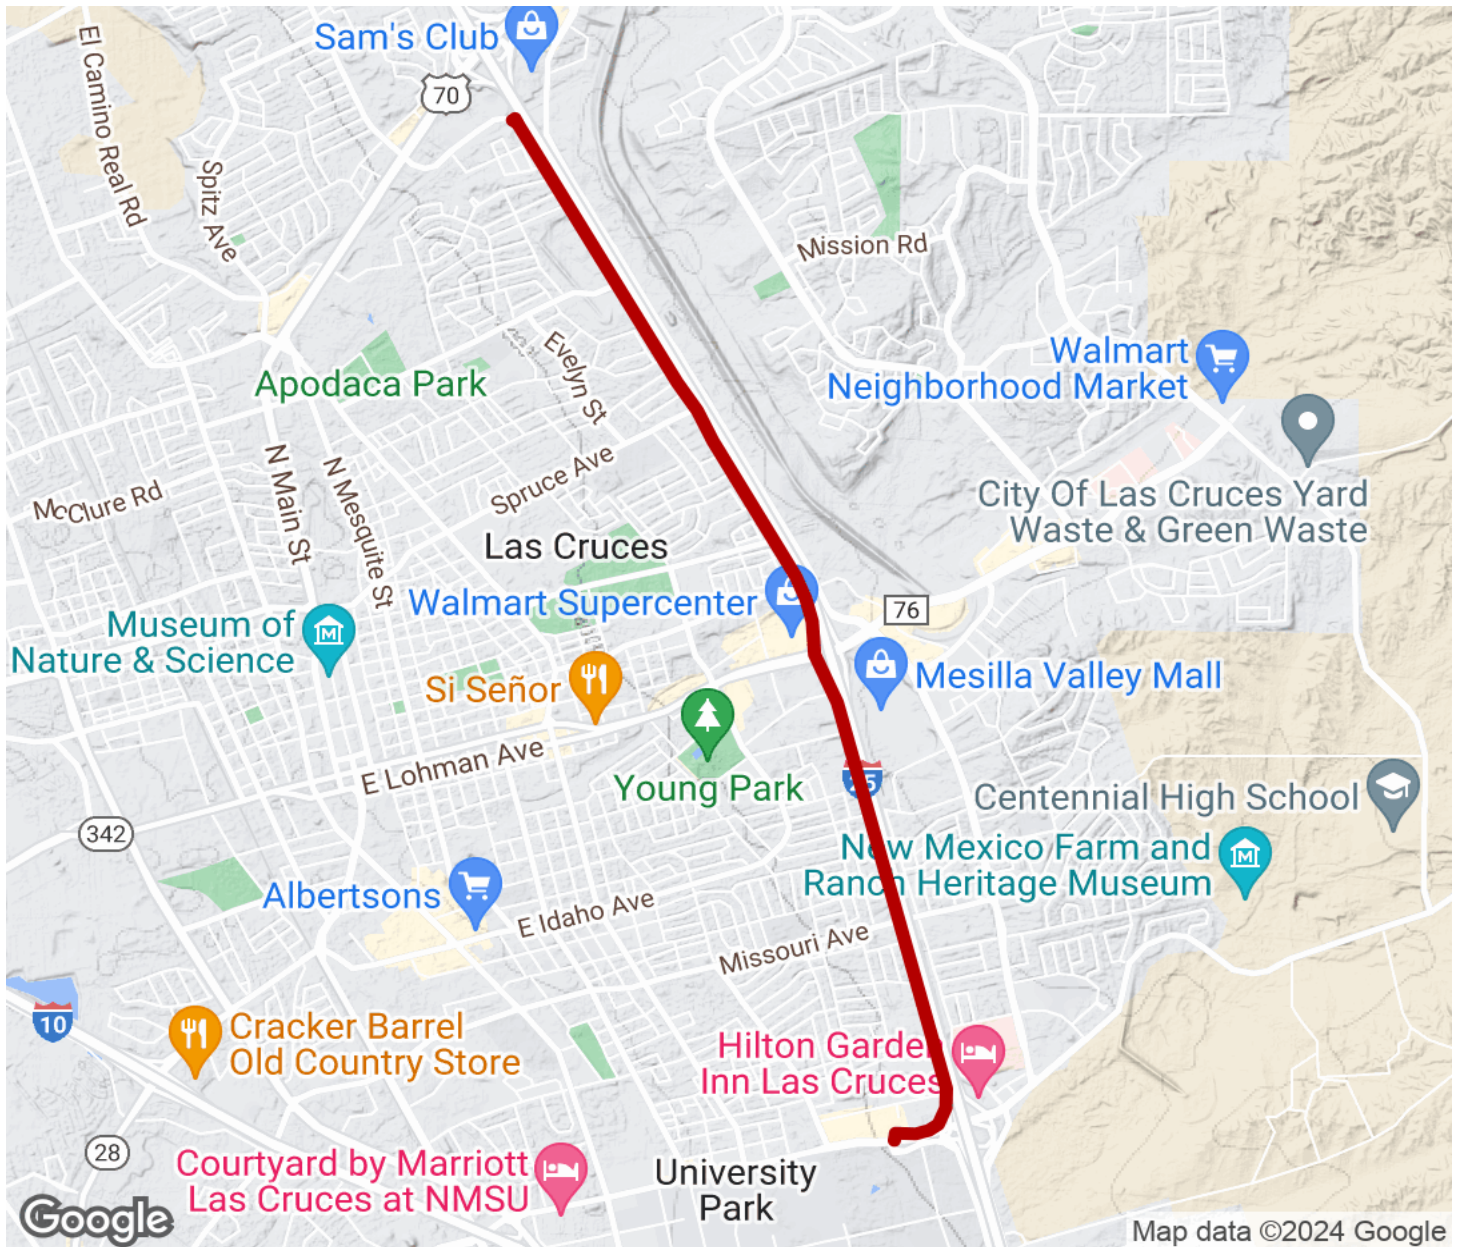 Sam's Club
70
El Camino Real Rd
Spitz Ave
Mission Rd
Evelyn St
Walmart
Neighborhood Market
Apodaca Park
N Main St
N Mesquite St
McClure Rd
Spruce Ave
City Of Las Cruces Yard
Waste & Green Waste
Las Cruces
Walmart Supercenter
76
Museum of
Nature & Science
Si Señor
Mesilla Valley Mall
E Lohman Ave
Young Park
Centennial High School
342
New Mexico Farm and
Ranch Heritage Museum
Albertsons
E Idaho Ave
Missouri Ave
10
Cracker Barrel
Old Country Store
Hilton Garden
Inn Las Cruces
28
Courtyard by Marriott
Las Cruces at NMSU
University
Park
Google
Map data ©2024 Google